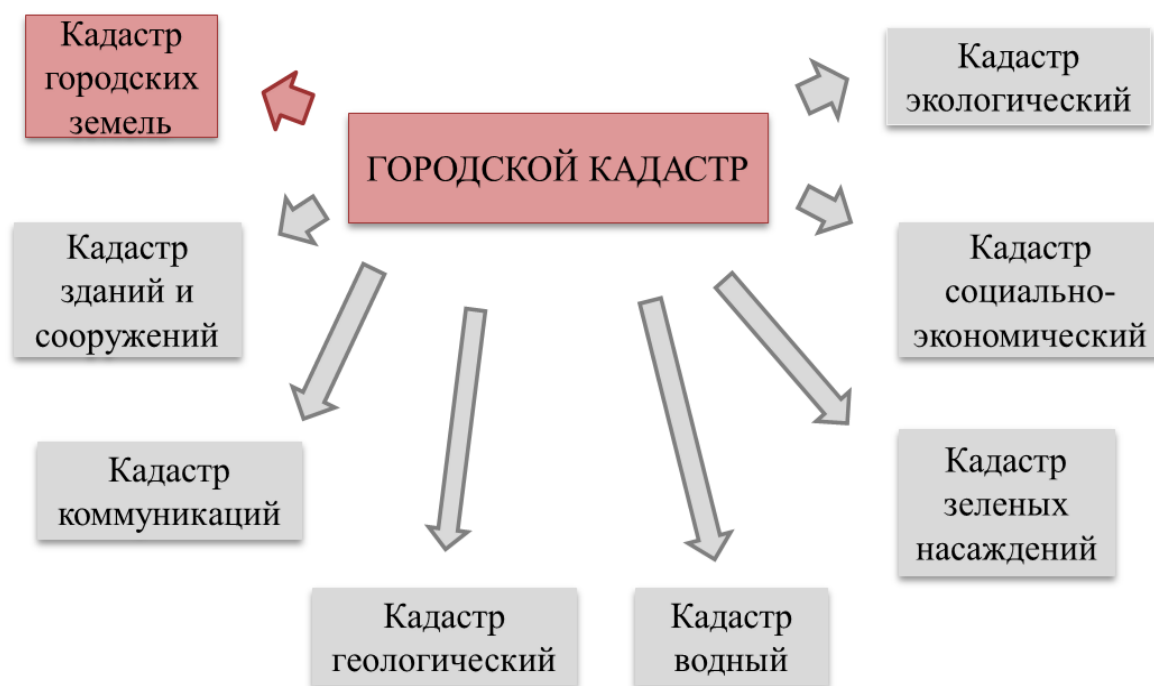 Кадастр
городских
земель
ГОРОДСКОЙ КАДАСТР
Кадастр
экологический
Кадастр
зданий и
сооружений
Кадастр
социально-
экономический
Кадастр
коммуникаций
Кадастр
зеленых
насаждений
Кадастр
геологический
Кадастр
водный